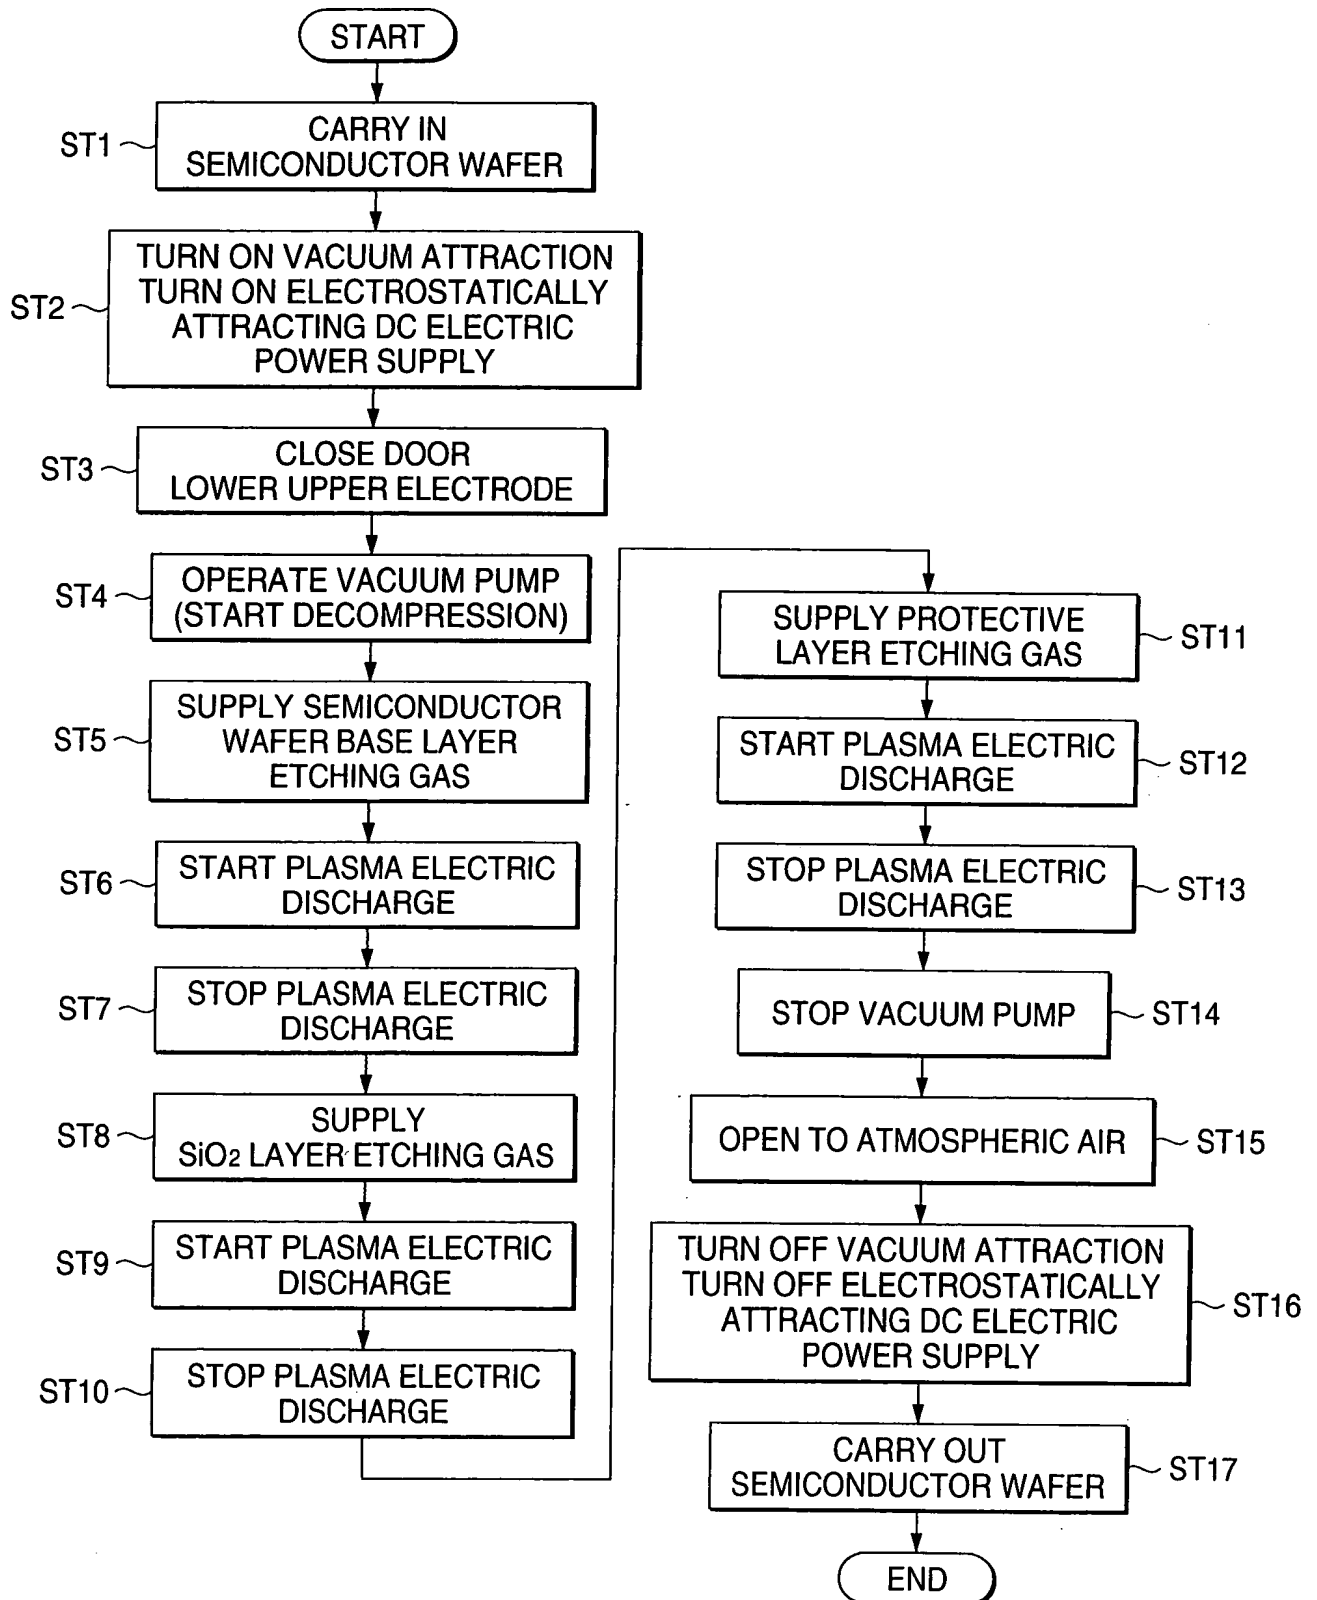 START
ST1
CARRY IN
SEMICONDUCTOR WAFER
ST2
TURN ON VACUUM ATTRACTION
TURN ON ELECTROSTATICALLY
ATTRACTING DC ELECTRIC
POWER SUPPLY
ST3
CLOSE DOOR
LOWER UPPER ELECTRODE
ST4
OPERATE VACUUM PUMP
(START DECOMPRESSION)
ST5
SUPPLY SEMICONDUCTOR
WAFER BASE LAYER
ETCHING GAS
ST6
START PLASMA ELECTRIC
DISCHARGE
ST7
STOP PLASMA ELECTRIC
DISCHARGE
ST8
SUPPLY
SiO2 LAYER ETCHING GAS
ST9
START PLASMA ELECTRIC
DISCHARGE
ST10
STOP PLASMA ELECTRIC
DISCHARGE
SUPPLY PROTECTIVE
LAYER ETCHING GAS
ST11
START PLASMA ELECTRIC
DISCHARGE
ST12
STOP PLASMA ELECTRIC
DISCHARGE
ST13
STOP VACUUM PUMP
ST14
OPEN TO ATMOSPHERIC AIR
ST15
TURN OFF VACUUM ATTRACTION
TURN OFF ELECTROSTATICALLY
ATTRACTING DC ELECTRIC
POWER SUPPLY
ST16
CARRY OUT
SEMICONDUCTOR WAFER
ST17
END